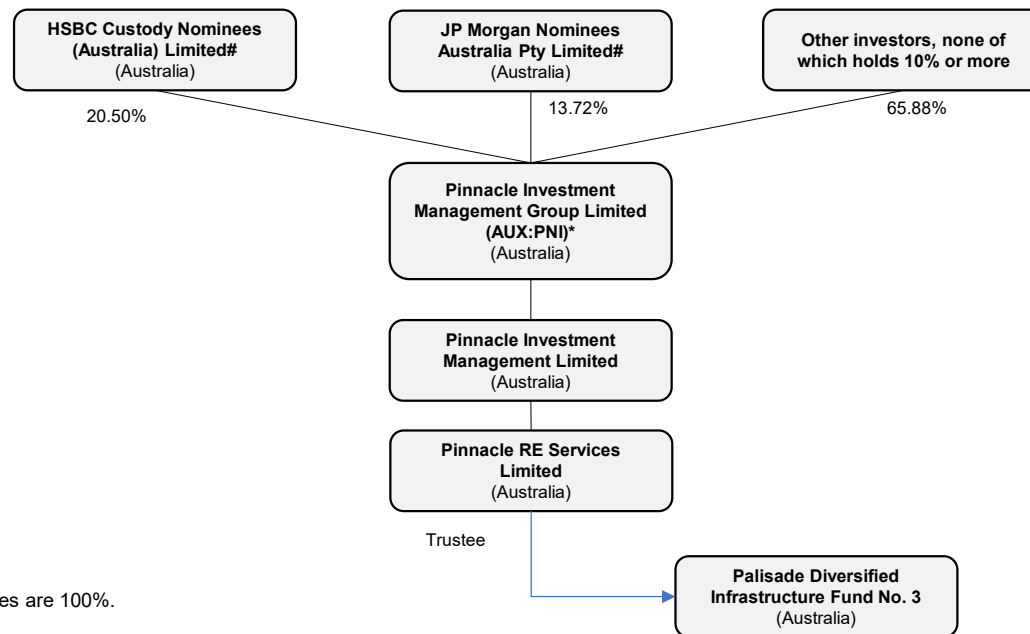 HSBC Custody Nominees
(Australia) Limited#
(Australia)
JP Morgan Nominees
Australia Pty Limited#
(Australia)
Other investors, none of
which holds 10% or more
20.50%
13.72%
65.88%
Pinnacle Investment
Management Group Limited
(AUX:PNI)*
(Australia)
Pinnacle Investment
Management Limited
(Australia)
Pinnacle RE Services
Limited
(Australia)
Trustee
Palisade Diversified
Infrastructure Fund No. 3
(Australia)
es are 100%.